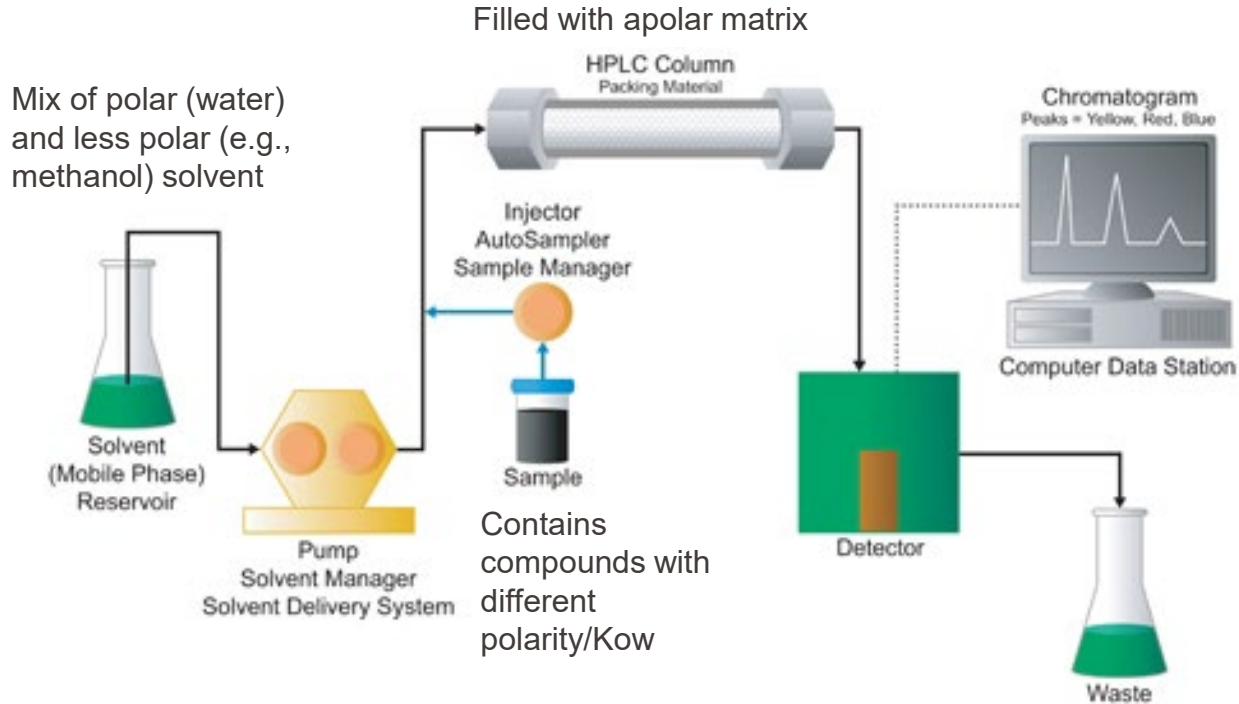 Filled with apolar matrix
HPLC Column
Packing Material
Mix of polar (water)
and less polar (e.g.,
methanol) solvent
Chromatogram
Peaks = Yellow, Red, Blue
Injector
AutoSampler
Sample Manager
Computer Data Station
Solvent
(Mobile Phase)
Reservoir
Sample
Pump
Solvent Manager
Solvent Delivery System
Contains
compounds with
different
polarity/Kow
Detector
Waste